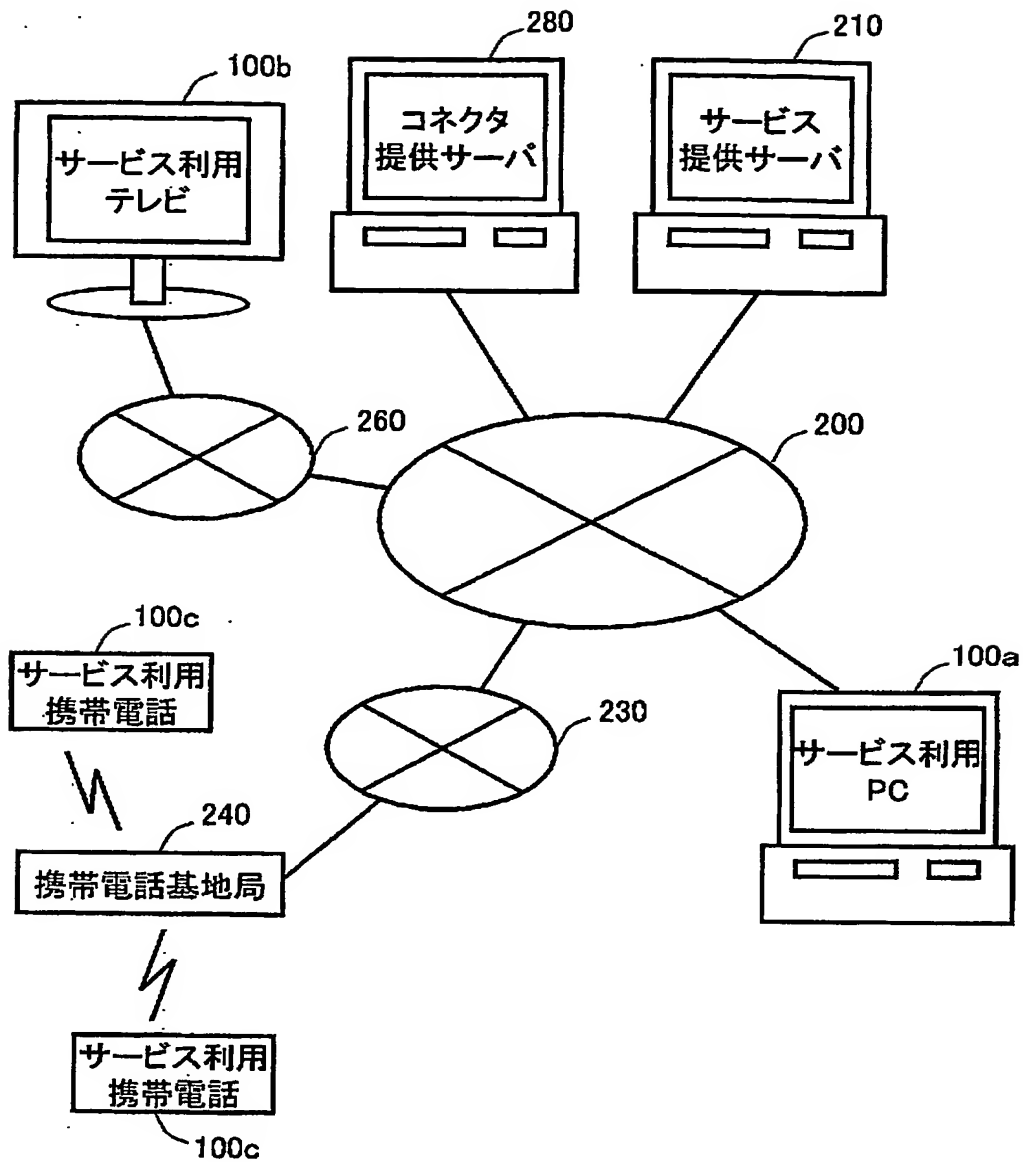 280
210
100b
コネクタ
提供サーバ
サービス
提供サーバ
サービス利用
テレビ
260
200
100c
サービス利用
携帯電話
230
100a
サービス利用
PC
240
携帯電話基地局
サービス利用
携帯電話
100c